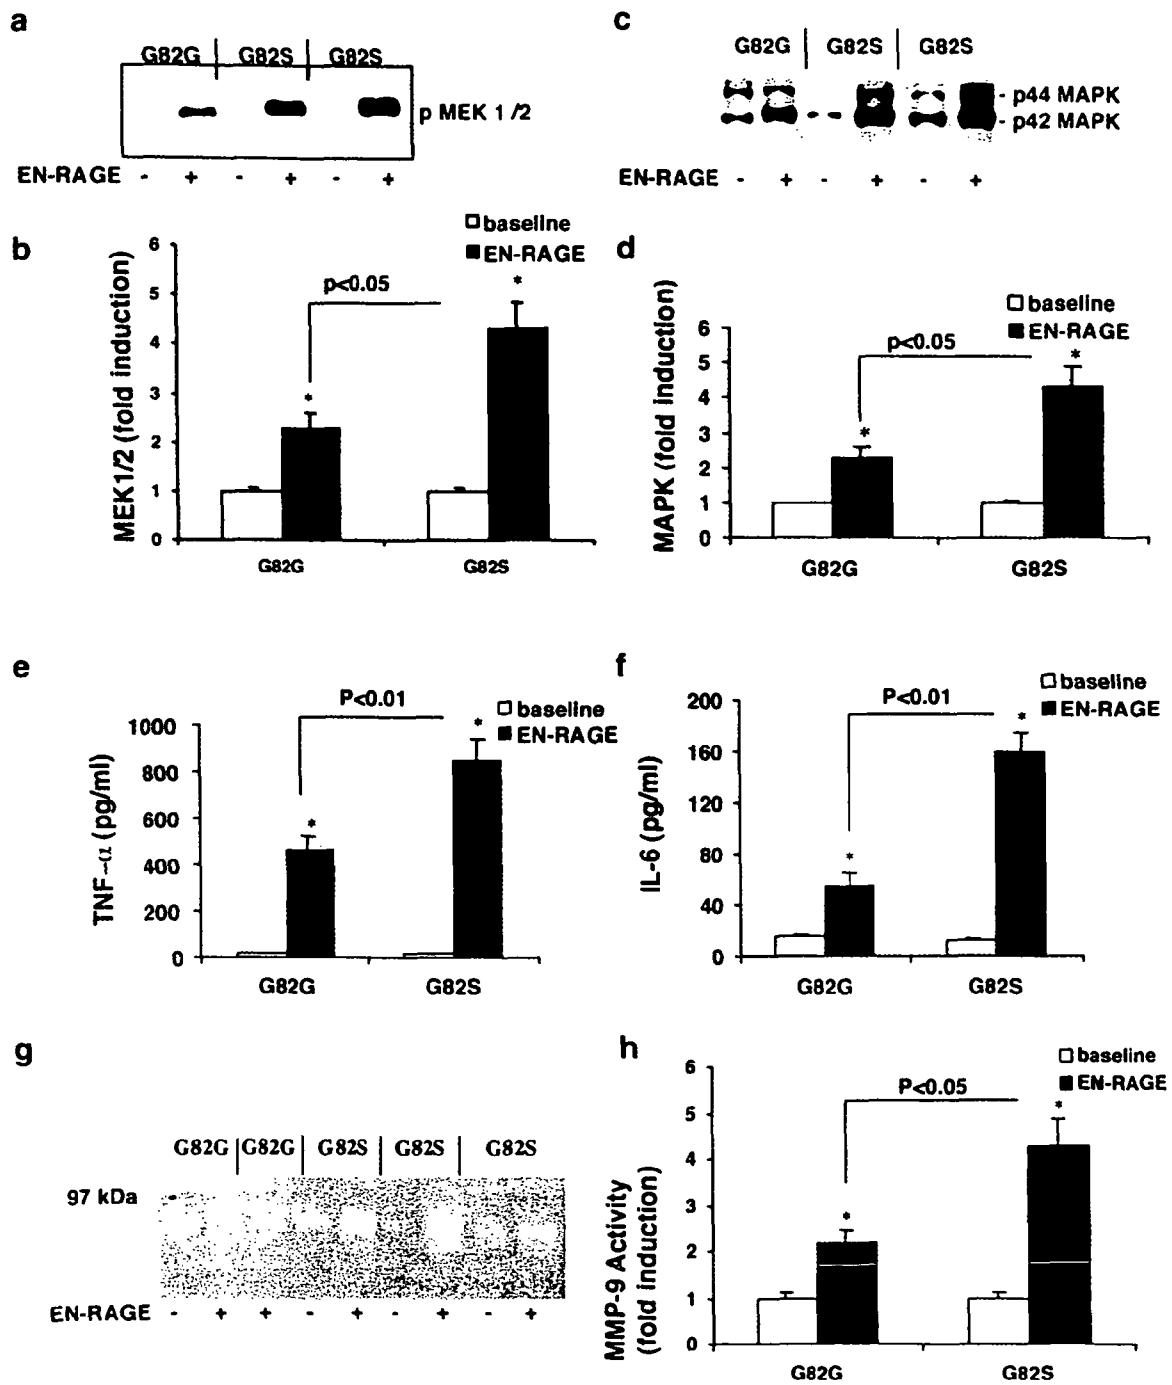 a
G82G G82S G82S
p MEK 1/2
EN-RAGE - + - + - +
c
G82G G82S G82S
- p44 MAPK
- p42 MAPK
EN-RAGE - + - + - +
b
baseline
EN-RAGE
MEK1/2 (fold induction)
6
5
4
3
2
1
0
p<0.05
*
*
G82G G82S
d
baseline
EN-RAGE
MAPK (fold induction)
6
5
4
3
2
1
0
p<0.05
*
*
G82G G82S
e
baseline
EN-RAGE
TNF-α (pg/ml)
1000
800
600
400
200
0
P<0.01
*
*
G82G G82S
f
baseline
EN-RAGE
IL-6 (pg/ml)
200
160
120
80
40
0
P<0.01
*
*
G82G G82S
g
G82G G82G G82S G82S G82S
97 kDa -
EN-RAGE - + + - + - + - +
h
baseline
EN-RAGE
MMP-9 Activity
(fold induction)
6
5
4
3
2
1
0
P<0.05
*
*
G82G G82S